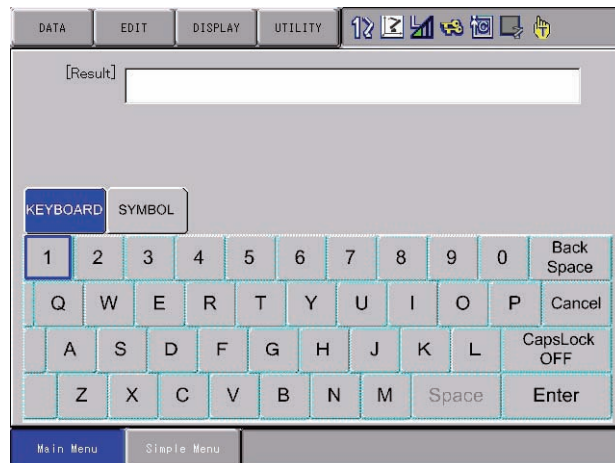 DATA EDIT DISPLAY UTILITY
[Result]
KEYBOARD SYMBOL
1 2 3 4 5 6 7 8 9 0 Back Space
Q W E R T Y U I O P Cancel
A S D F G H J K L CapsLock OFF
Z X C V B N M Space Enter
Main Menu Simple Menu